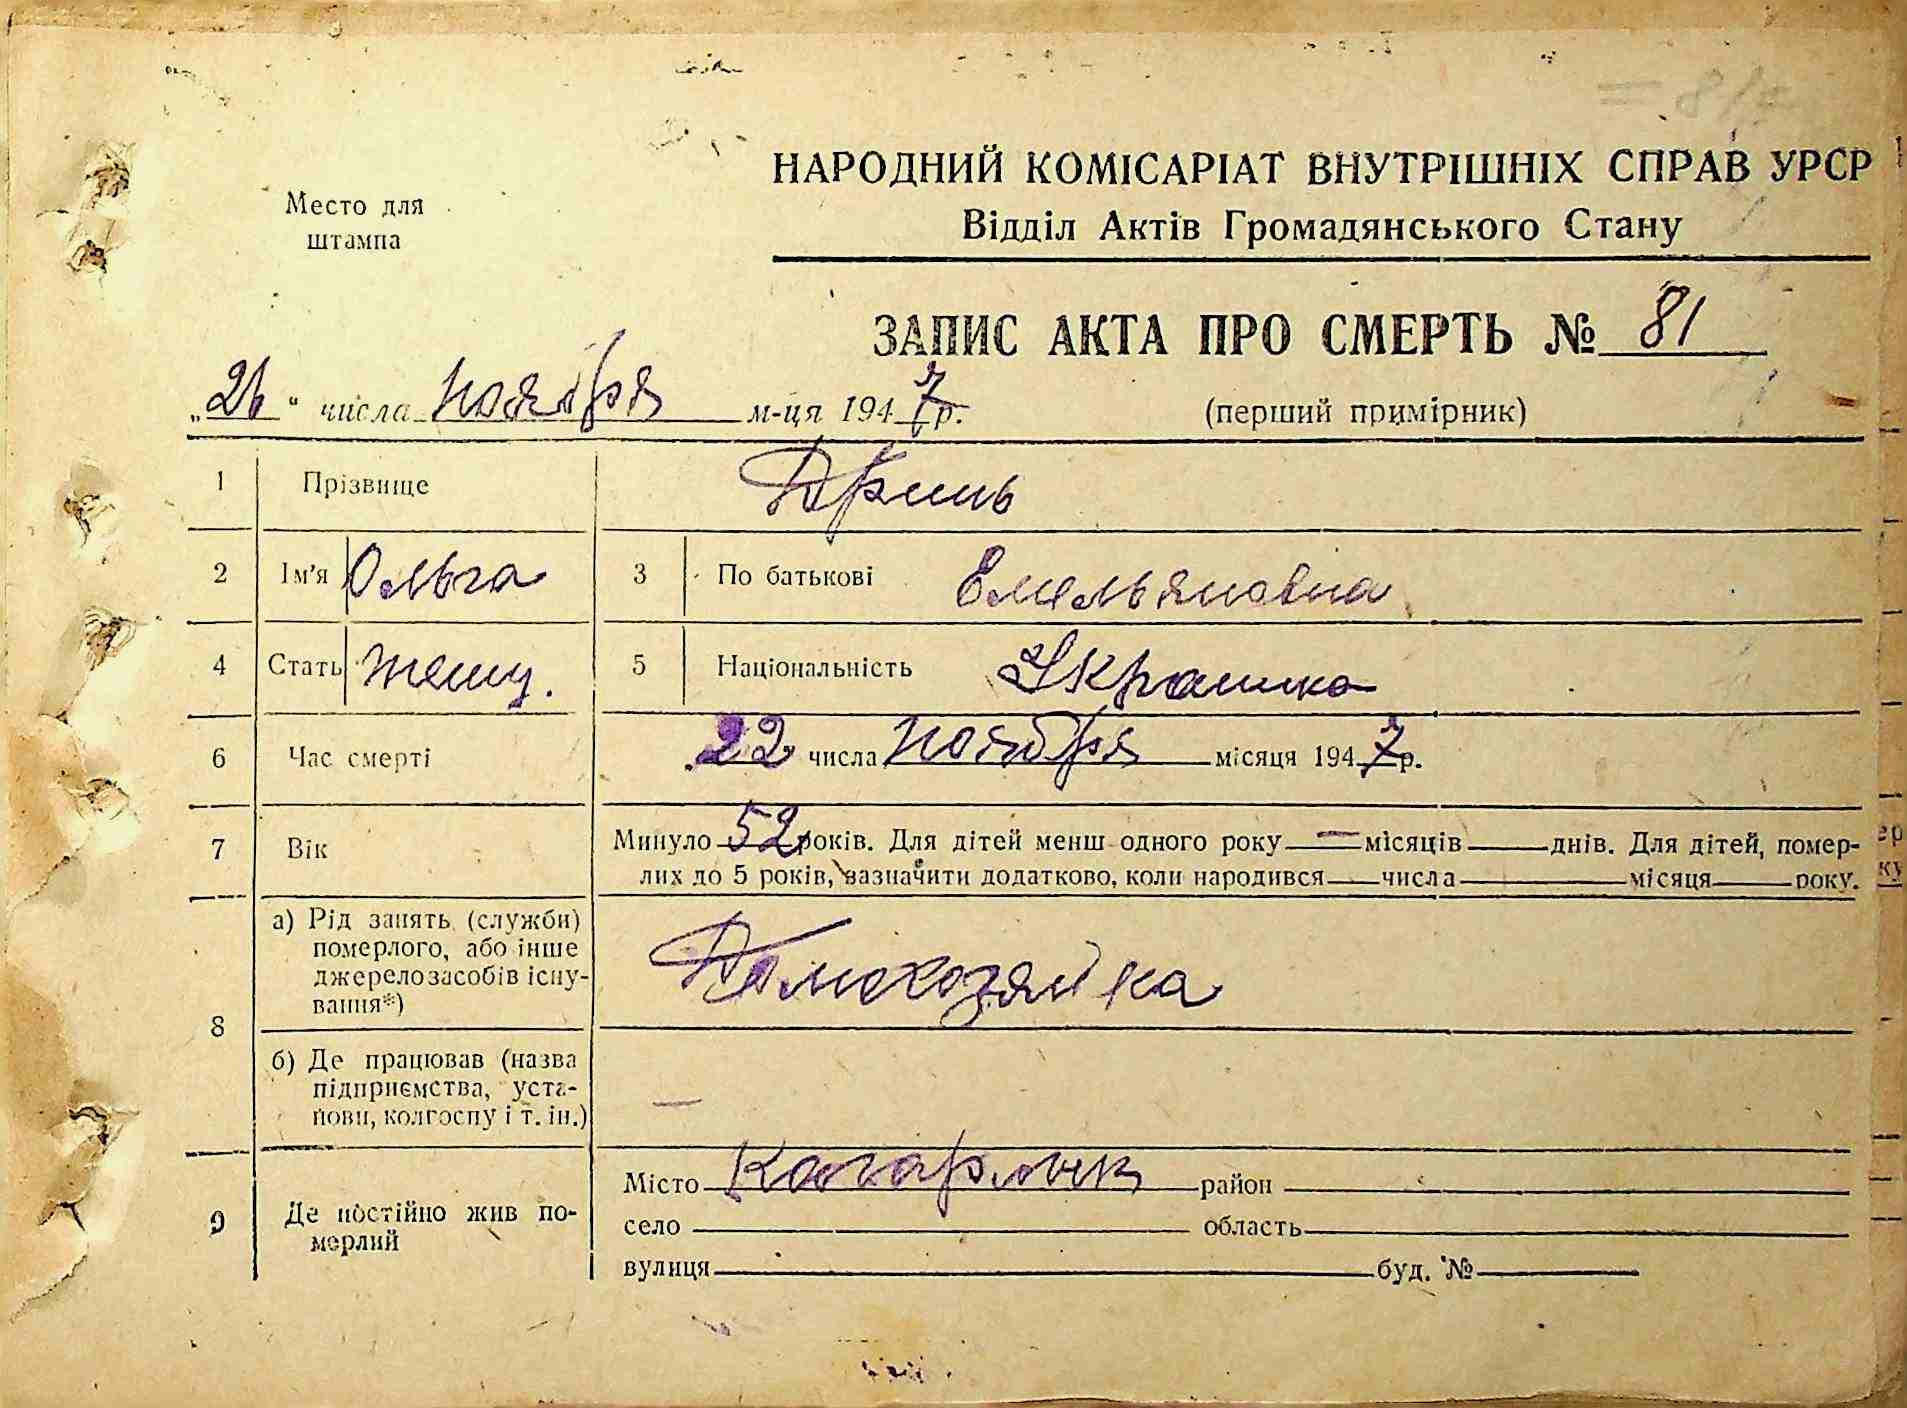 Место для
штампа
НАРОДНИЙ КОМІСАРІАТ ВНУТРІШНІХ СПРАВ УРСР
Відділ Актів Громадянського Стану
ЗАПИС АКТА ПРО СМЕРТЬ № 81
„26“ числа ноября м-ця 1947 р.
(перший примірник)
1 Прізвище Дринь
2 Ім'я Ольга 3 По батькові Емельяновна
4 Стать женщ. 5 Національність Украинка
6 Час смерті 22 числа ноября місяця 1947 р.
7 Вік Минуло 52 років. Для дітей менш одного року — місяців днів. Для дітей, помер-
лих до 5 років, зазначити додатково, коли народився числа місяця року.
8 а) Рід занять (служби)
померлого, або інше
джерело засобів існу-
вання*)
Домохозяйка
б) Де працював (назва
підприємства, уста-
нови, колгоспу і т. ін.)
—
9 Де постійно жив по-
мерлий
Місто Кагарлык район
село область
вулиця буд. №